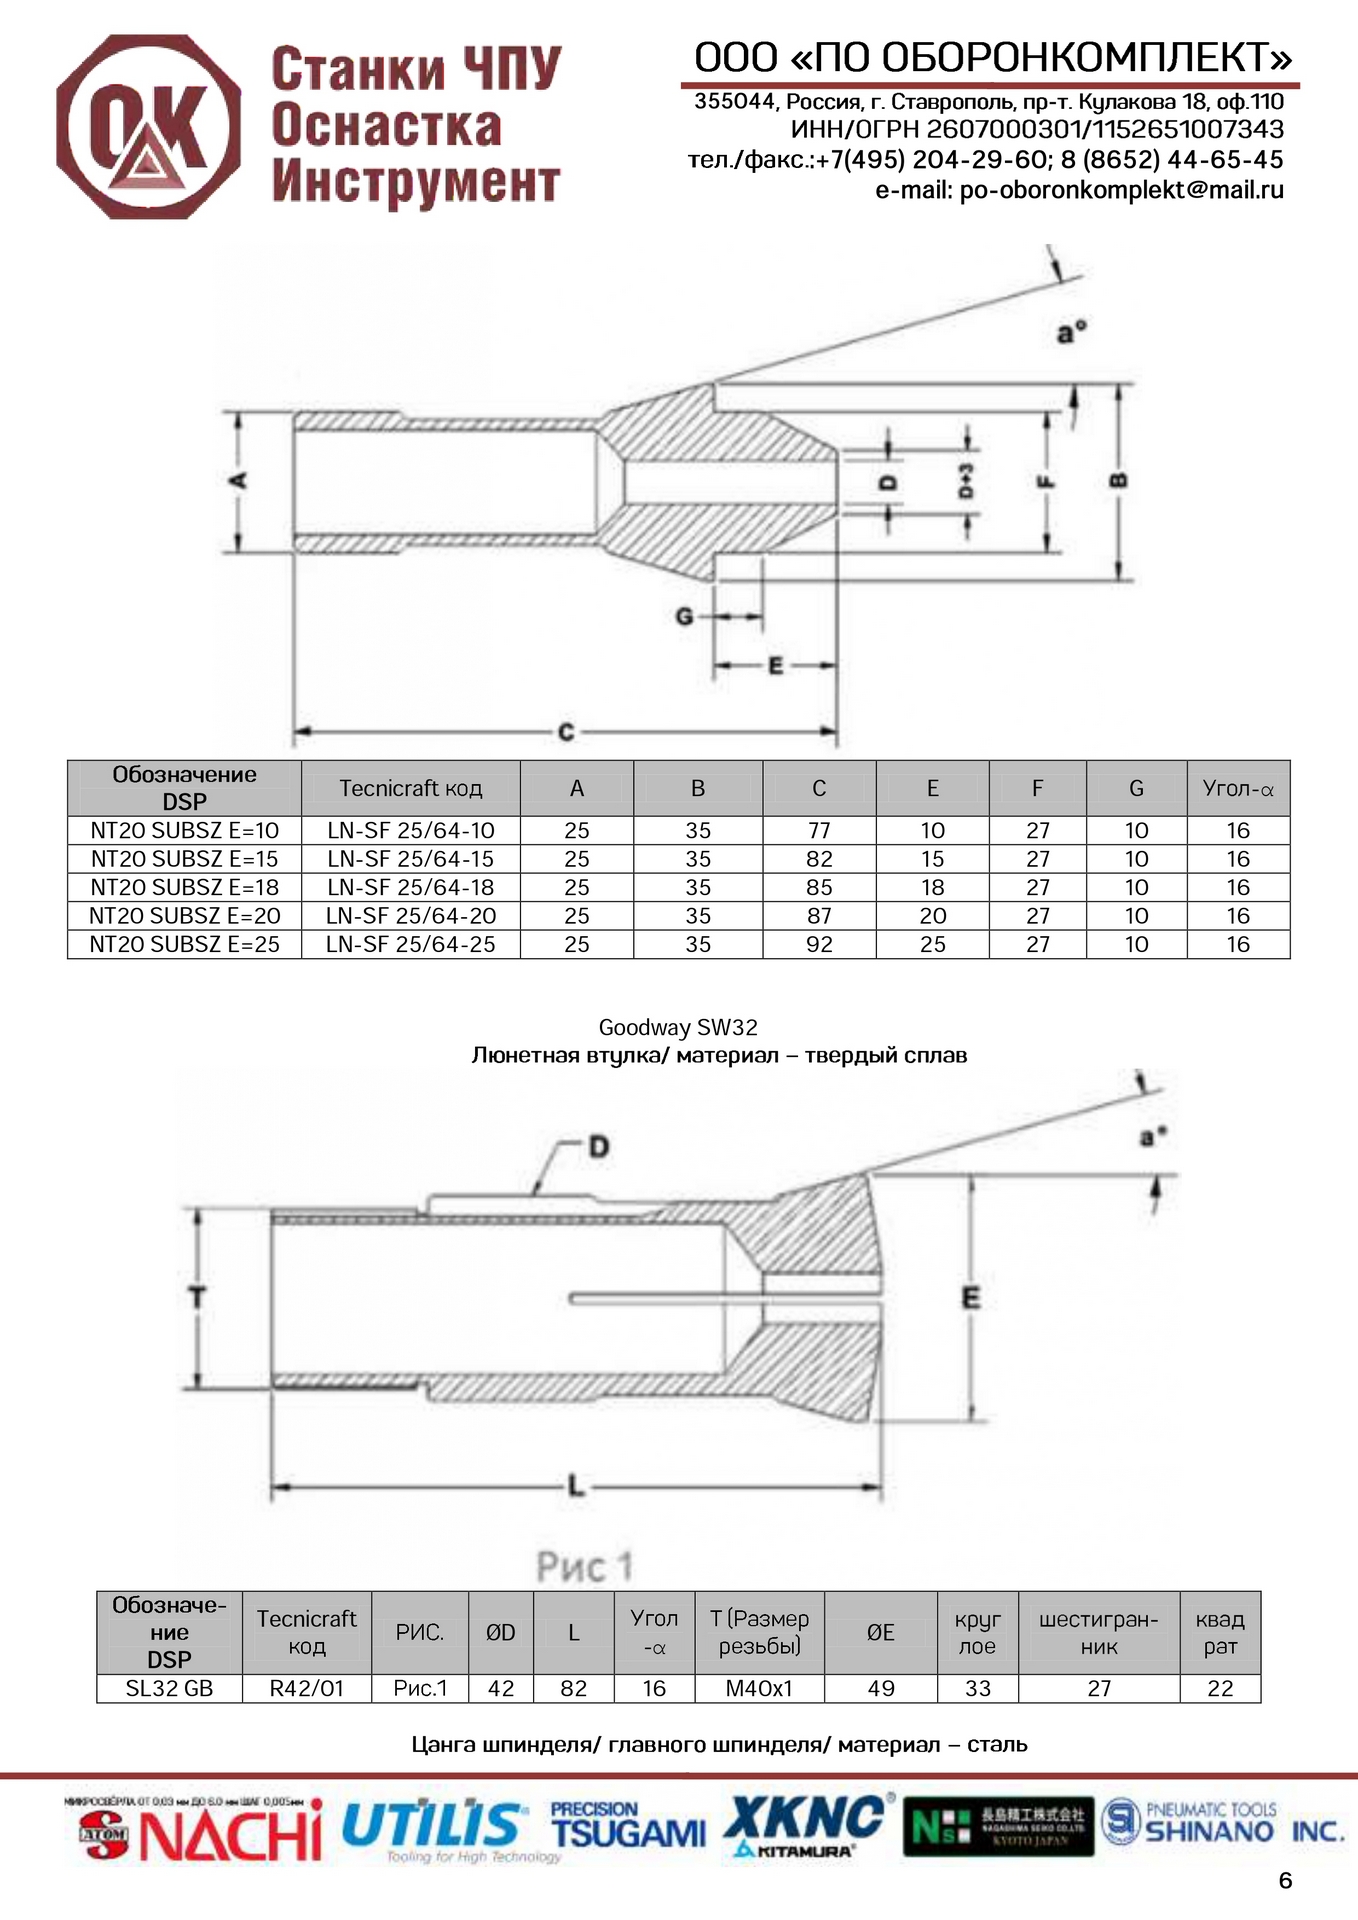 Станки ЧПУ
Оснастка
Инструмент
ООО «ПО ОБОРОНКОМПЛЕКТ»
355044, Россия, г. Ставрополь, пр-т. Кулакова 18, оф.110
ИНН/ОГРН 2607000301/1152651007343
тел./факс.:+7(495) 204-29-60; 8 (8652) 44-65-45
e-mail: po-oboronkomplekt@mail.ru
ОК
a°
A
D
D+3
F
B
G
E
C
Обозначение DSP Tecnicraft код A B C E F G Угол-α
NT20 SUBSZ E=10 LN-SF 25/64-10 25 35 77 10 27 10 16
NT20 SUBSZ E=15 LN-SF 25/64-15 25 35 82 15 27 10 16
NT20 SUBSZ E=18 LN-SF 25/64-18 25 35 85 18 27 10 16
NT20 SUBSZ E=20 LN-SF 25/64-20 25 35 87 20 27 10 16
NT20 SUBSZ E=25 LN-SF 25/64-25 25 35 92 25 27 10 16
Goodway SW32
Люнетная втулка/ материал – твердый сплав
D
a°
T
E
L
Рис 1
Обозначе-ние DSP Tecnicraft код РИС. ØD L Угол -α T (Размер резьбы) ØE круг лое шестигран-ник квад рат
SL32 GB R42/01 Рис.1 42 82 16 M40x1 49 33 27 22
Цанга шпинделя/ главного шпинделя/ материал – сталь
МИКРОСВЁРЛА ОТ 0,03 мм ДО 6.0 мм ШАГ 0,005мм
ATOM
NACHi
UTILIS
Tooling for High Technology
PRECISION
TSUGAMI
XKNC®
KITAMURA®
Ns
長島精工株式会社
NAGASHIMA SEIKO CO.,LTD.
KYOTO JAPAN
PNEUMATIC TOOLS
SHINANO INC.
6